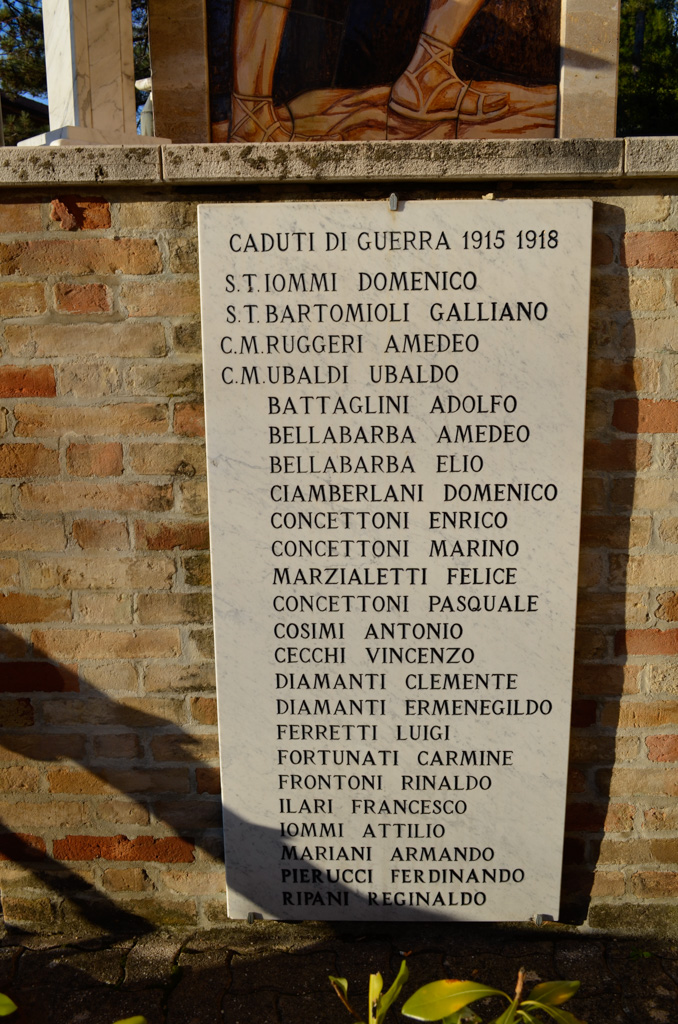 CADUTI DI GUERRA 1915 1918
S.T. IOMMI DOMENICO
S.T. BARTOMIOLI GALLIANO
C.M. RUGGERI AMEDEO
C.M. UBALDI UBALDO
BATTAGLINI ADOLFO
BELLABARBA AMEDEO
BELLABARBA ELIO
CIAMBERLANI DOMENICO
CONCETTONI ENRICO
CONCETTONI MARINO
MARZIALETTI FELICE
CONCETTONI PASQUALE
COSIMI ANTONIO
CECCHI VINCENZO
DIAMANTI CLEMENTE
DIAMANTI ERMENEGILDO
FERRETTI LUIGI
FORTUNATI CARMINE
FRONTONI RINALDO
ILARI FRANCESCO
IOMMI ATTILIO
MARIANI ARMANDO
PIERUCCI FERDINANDO
RIPANI REGINALDO